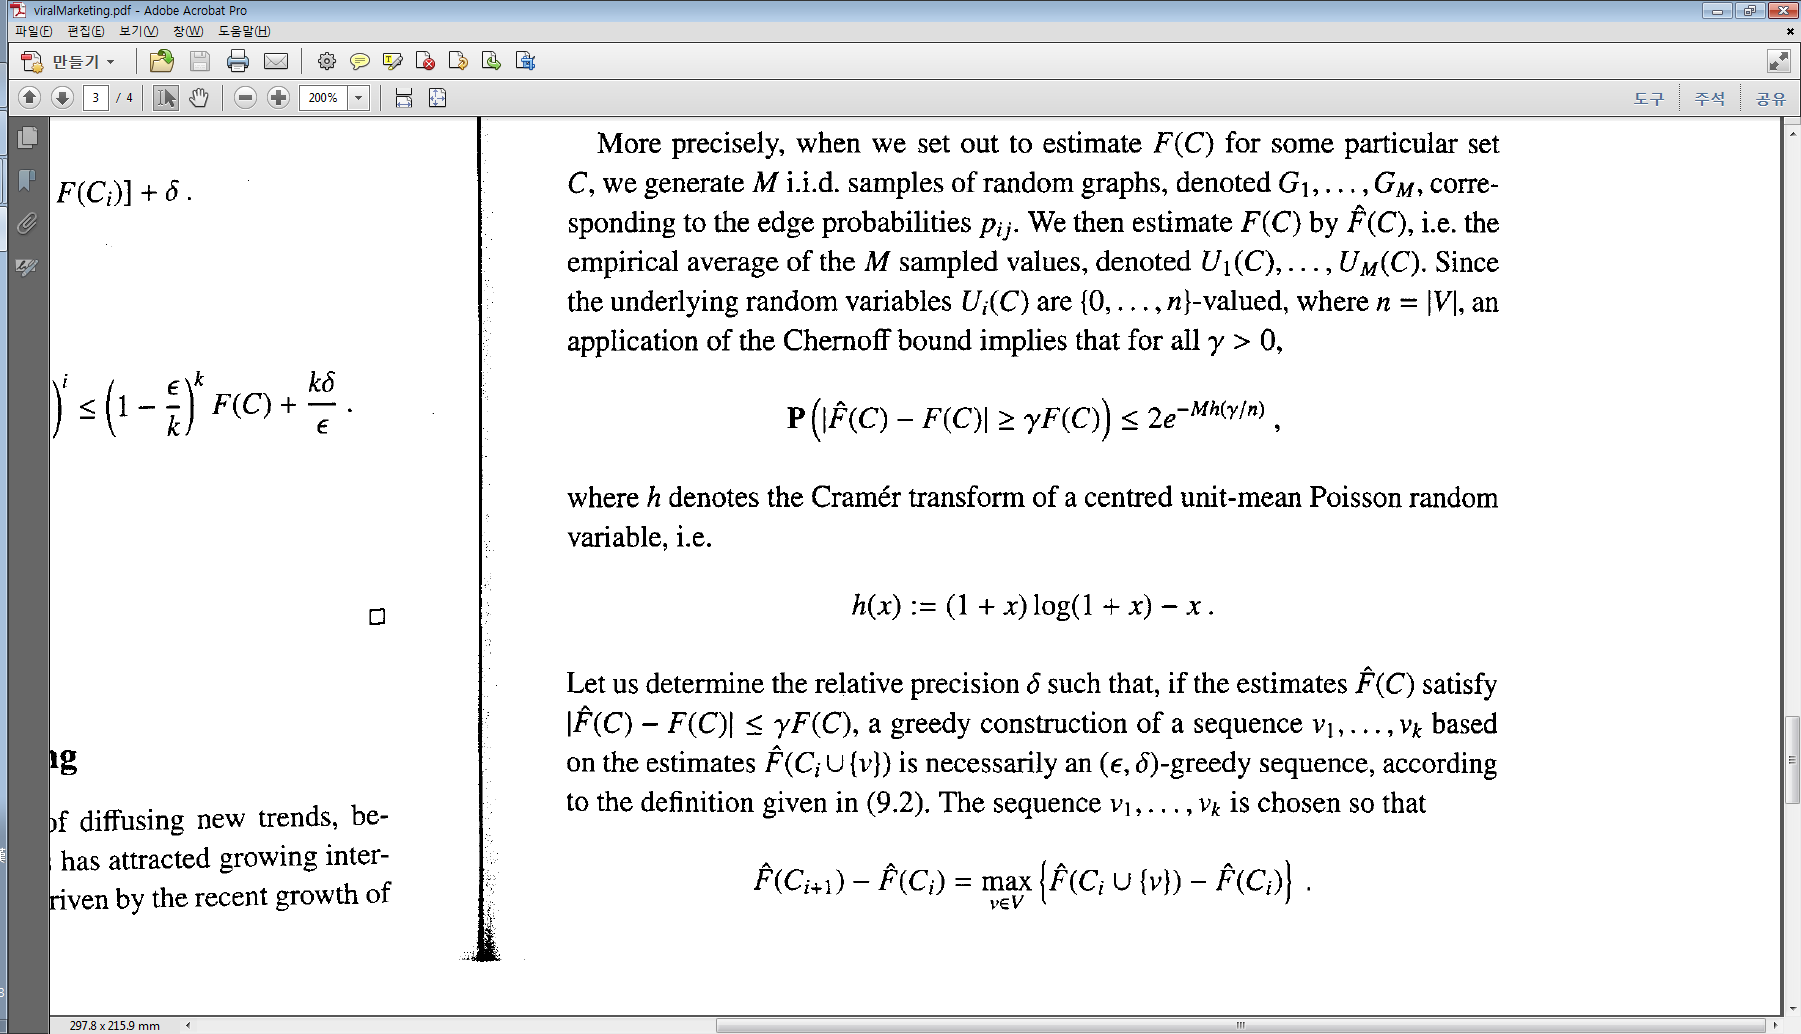 viralMarketing.pdf - Adobe Acrobat Pro
파일(F) 편집(E) 보기(V) 창(W) 도움말(H)
만들기
3 / 4 200% 도구 주석 공유
F(C_i)] + δ .
)^i ≤ (1 − ϵ/k)^k F(C) + kδ/ϵ .
□
ng
of diffusing new trends, be-
has attracted growing inter-
riven by the recent growth of
More precisely, when we set out to estimate F(C) for some particular set
C, we generate M i.i.d. samples of random graphs, denoted G_1, . . . , G_M, corre-
sponding to the edge probabilities p_ij. We then estimate F(C) by F̂(C), i.e. the
empirical average of the M sampled values, denoted U_1(C), . . . , U_M(C). Since
the underlying random variables U_i(C) are {0, . . . , n}-valued, where n = |V|, an
application of the Chernoff bound implies that for all γ > 0,
P(|F̂(C) − F(C)| ≥ γF(C)) ≤ 2e^{−Mh(γ/n)} ,
where h denotes the Cramér transform of a centred unit-mean Poisson random
variable, i.e.
h(x) := (1 + x) log(1 + x) − x .
Let us determine the relative precision δ such that, if the estimates F̂(C) satisfy
|F̂(C) − F(C)| ≤ γF(C), a greedy construction of a sequence v_1, . . . , v_k based
on the estimates F̂(C_i ∪ {v}) is necessarily an (ϵ, δ)-greedy sequence, according
to the definition given in (9.2). The sequence v_1, . . . , v_k is chosen so that
F̂(C_{i+1}) − F̂(C_i) = max_{v∈V} {F̂(C_i ∪ {v}) − F̂(C_i)} .
297.8 x 215.9 mm